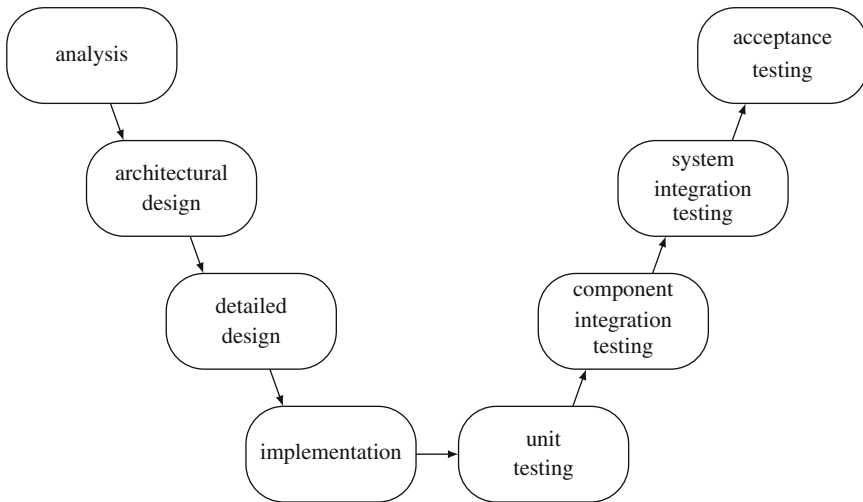 analysis
architectural
design
detailed
design
implementation
unit
testing
component
integration
testing
system
integration
testing
acceptance
testing